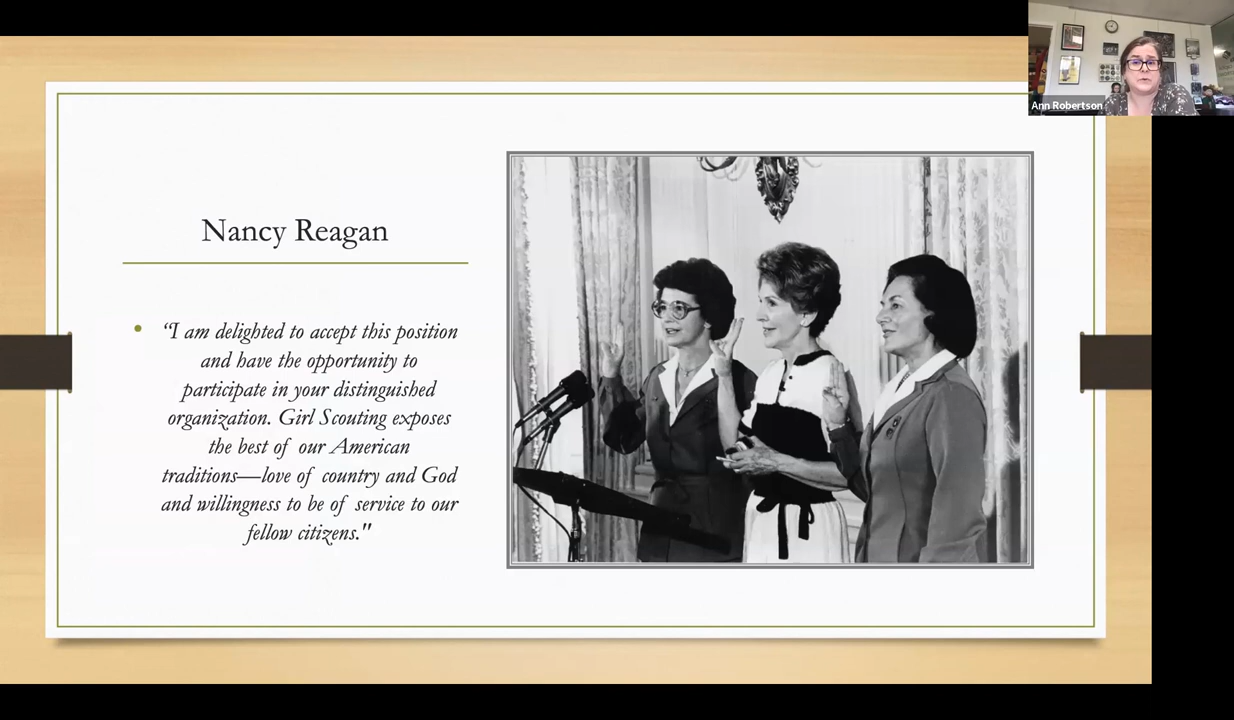 Ann Robertson
Nancy Reagan
• “I am delighted to accept this position
and have the opportunity to
participate in your distinguished
organization. Girl Scouting exposes
the best of our American
traditions—love of country and God
and willingness to be of service to our
fellow citizens."